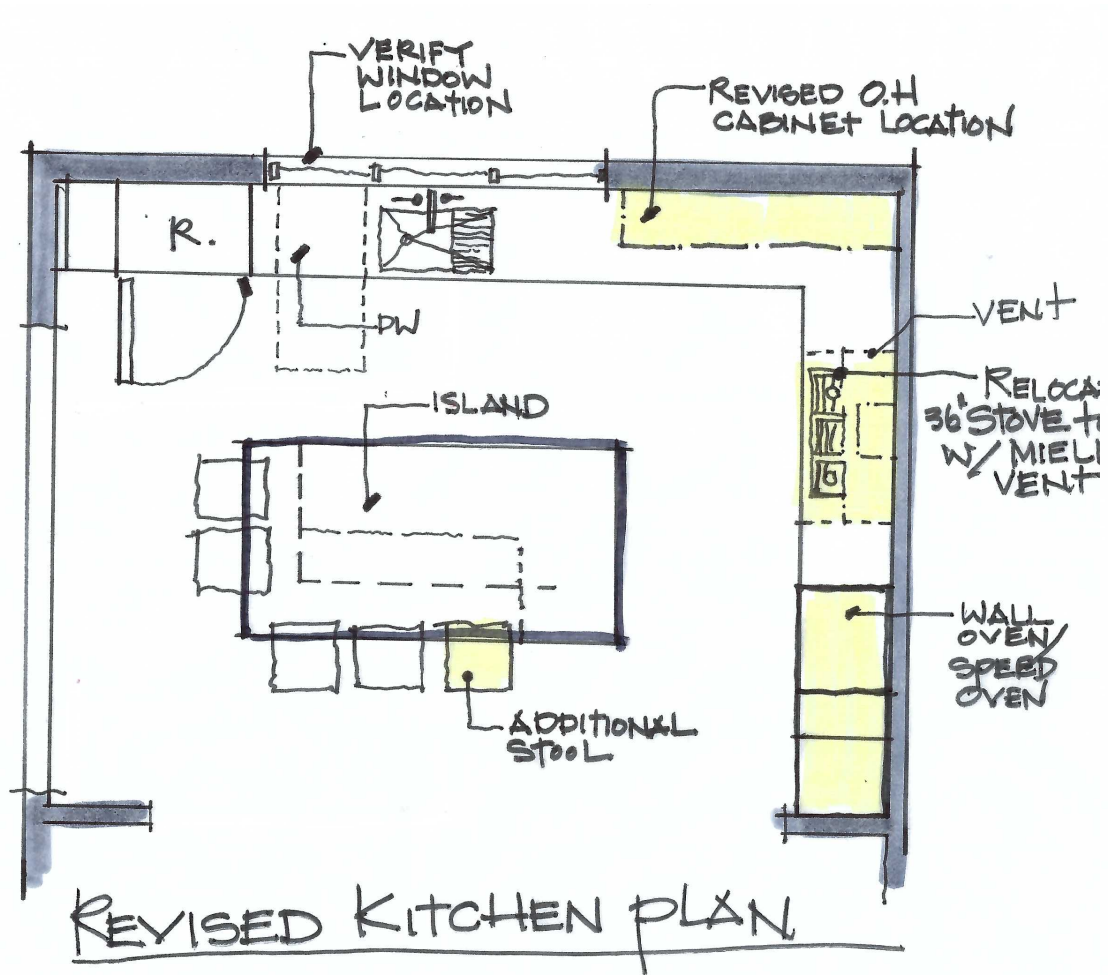 VERIFY
WINDOW
LOCATION
REVISED O.H
CABINET LOCATION
R.
DW
VENT
ISLAND
36" STOVE
W/
VENT
WALL
OVEN/
SPEED
OVEN
ADDITIONAL
STOOL
REVISED KITCHEN PLAN